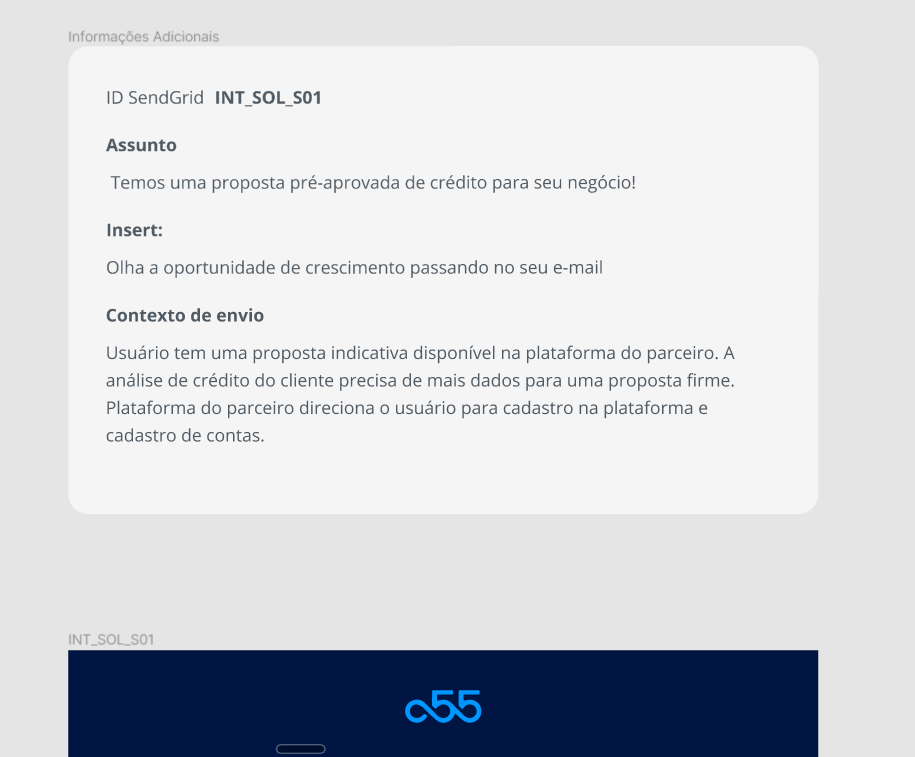 Informações Adicionais
ID SendGrid INT_SOL_S01
Assunto
Temos uma proposta pré-aprovada de crédito para seu negócio!
Insert:
Olha a oportunidade de crescimento passando no seu e-mail
Contexto de envio
Usuário tem uma proposta indicativa disponível na plataforma do parceiro. A
análise de crédito do cliente precisa de mais dados para uma proposta firme.
Plataforma do parceiro direciona o usuário para cadastro na plataforma e
cadastro de contas.
INT_SOL_S01
a55